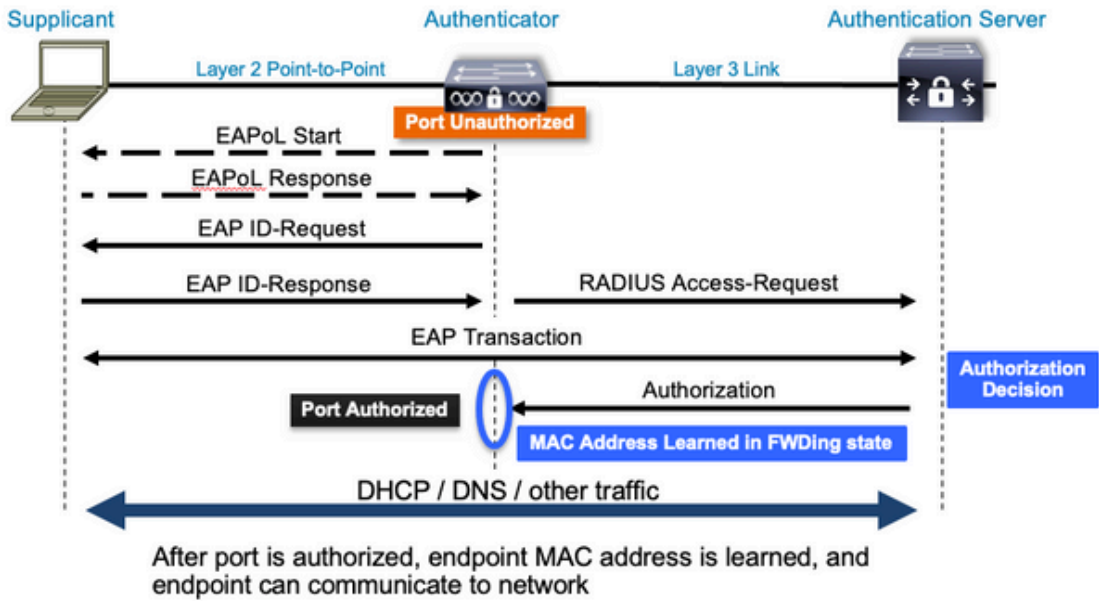 Supplicant
Authenticator
Authentication Server
Layer 2 Point-to-Point
Layer 3 Link
Port Unauthorized
EAPoL Start
EAPoL Response
EAP ID-Request
EAP ID-Response
RADIUS Access-Request
EAP Transaction
Authorization
Decision
Authorization
Port Authorized
MAC Address Learned in FWDing state
DHCP / DNS / other traffic
After port is authorized, endpoint MAC address is learned, and
endpoint can communicate to network